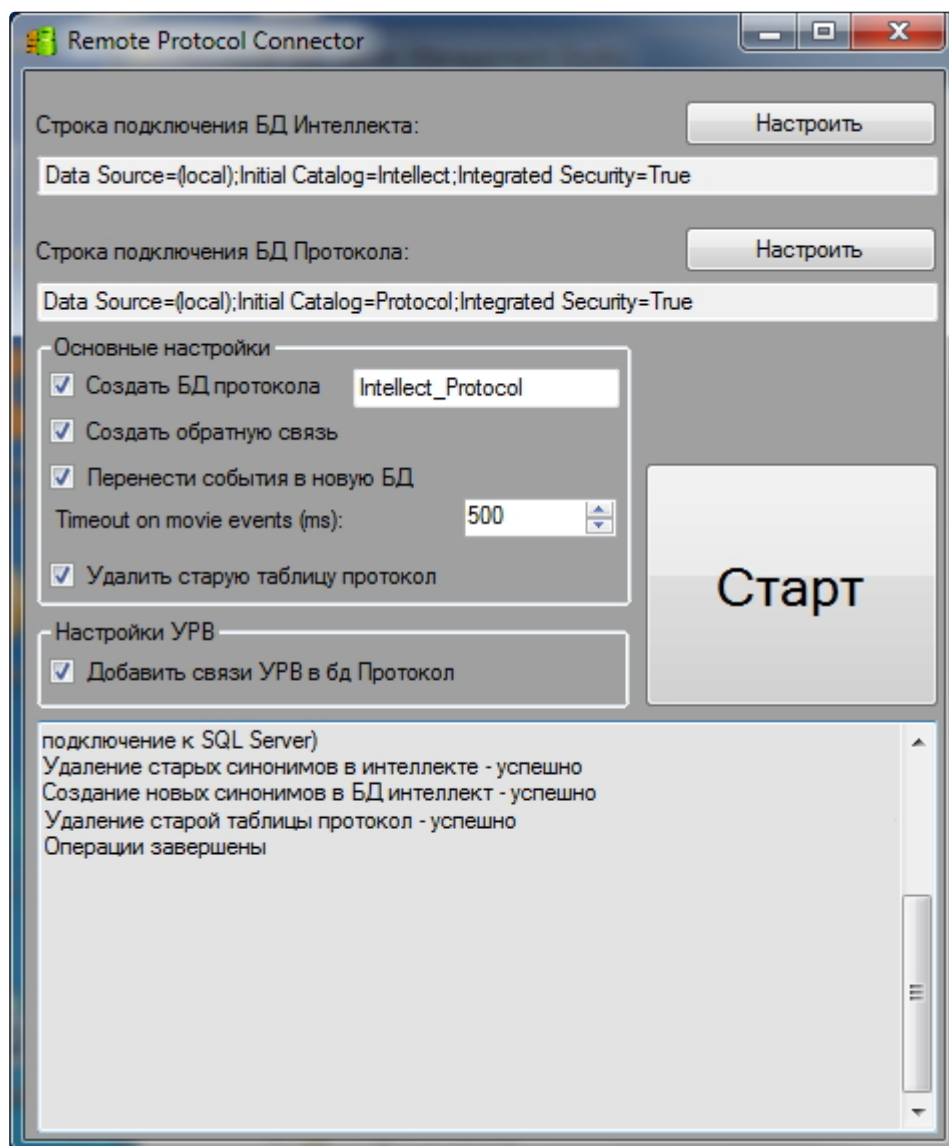 Remote Protocol Connector
Строка подключения БД Интеллекта:
Настроить
Data Source=(local);Initial Catalog=Intellect;Integrated Security=True
Строка подключения БД Протокола:
Настроить
Data Source=(local);Initial Catalog=Protocol;Integrated Security=True
Основные настройки
Создать БД протокола
Intellect_Protocol
Создать обратную связь
Перенести события в новую БД
Timeout on movie events (ms):
500
Удалить старую таблицу протокол
Старт
Настройки УРВ
Добавить связи УРВ в бд Протокол
подключение к SQL Server)
Удаление старых синонимов в интеллекте - успешно
Создание новых синонимов в БД интеллект - успешно
Удаление старой таблицы протокол - успешно
Операции завершены